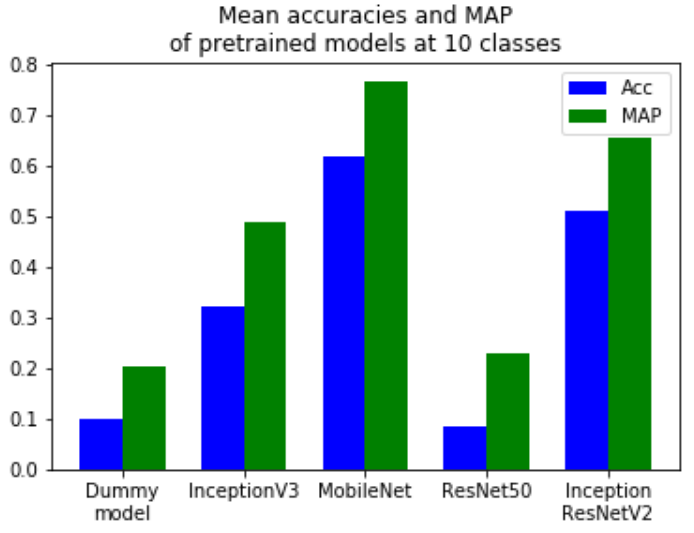 Mean accuracies and MAP
of pretrained models at 10 classes
Acc
MAP
0.8
0.7
0.6
0.5
0.4
0.3
0.2
0.1
0.0
Dummy
model
InceptionV3
MobileNet
ResNet50
Inception
ResNetV2